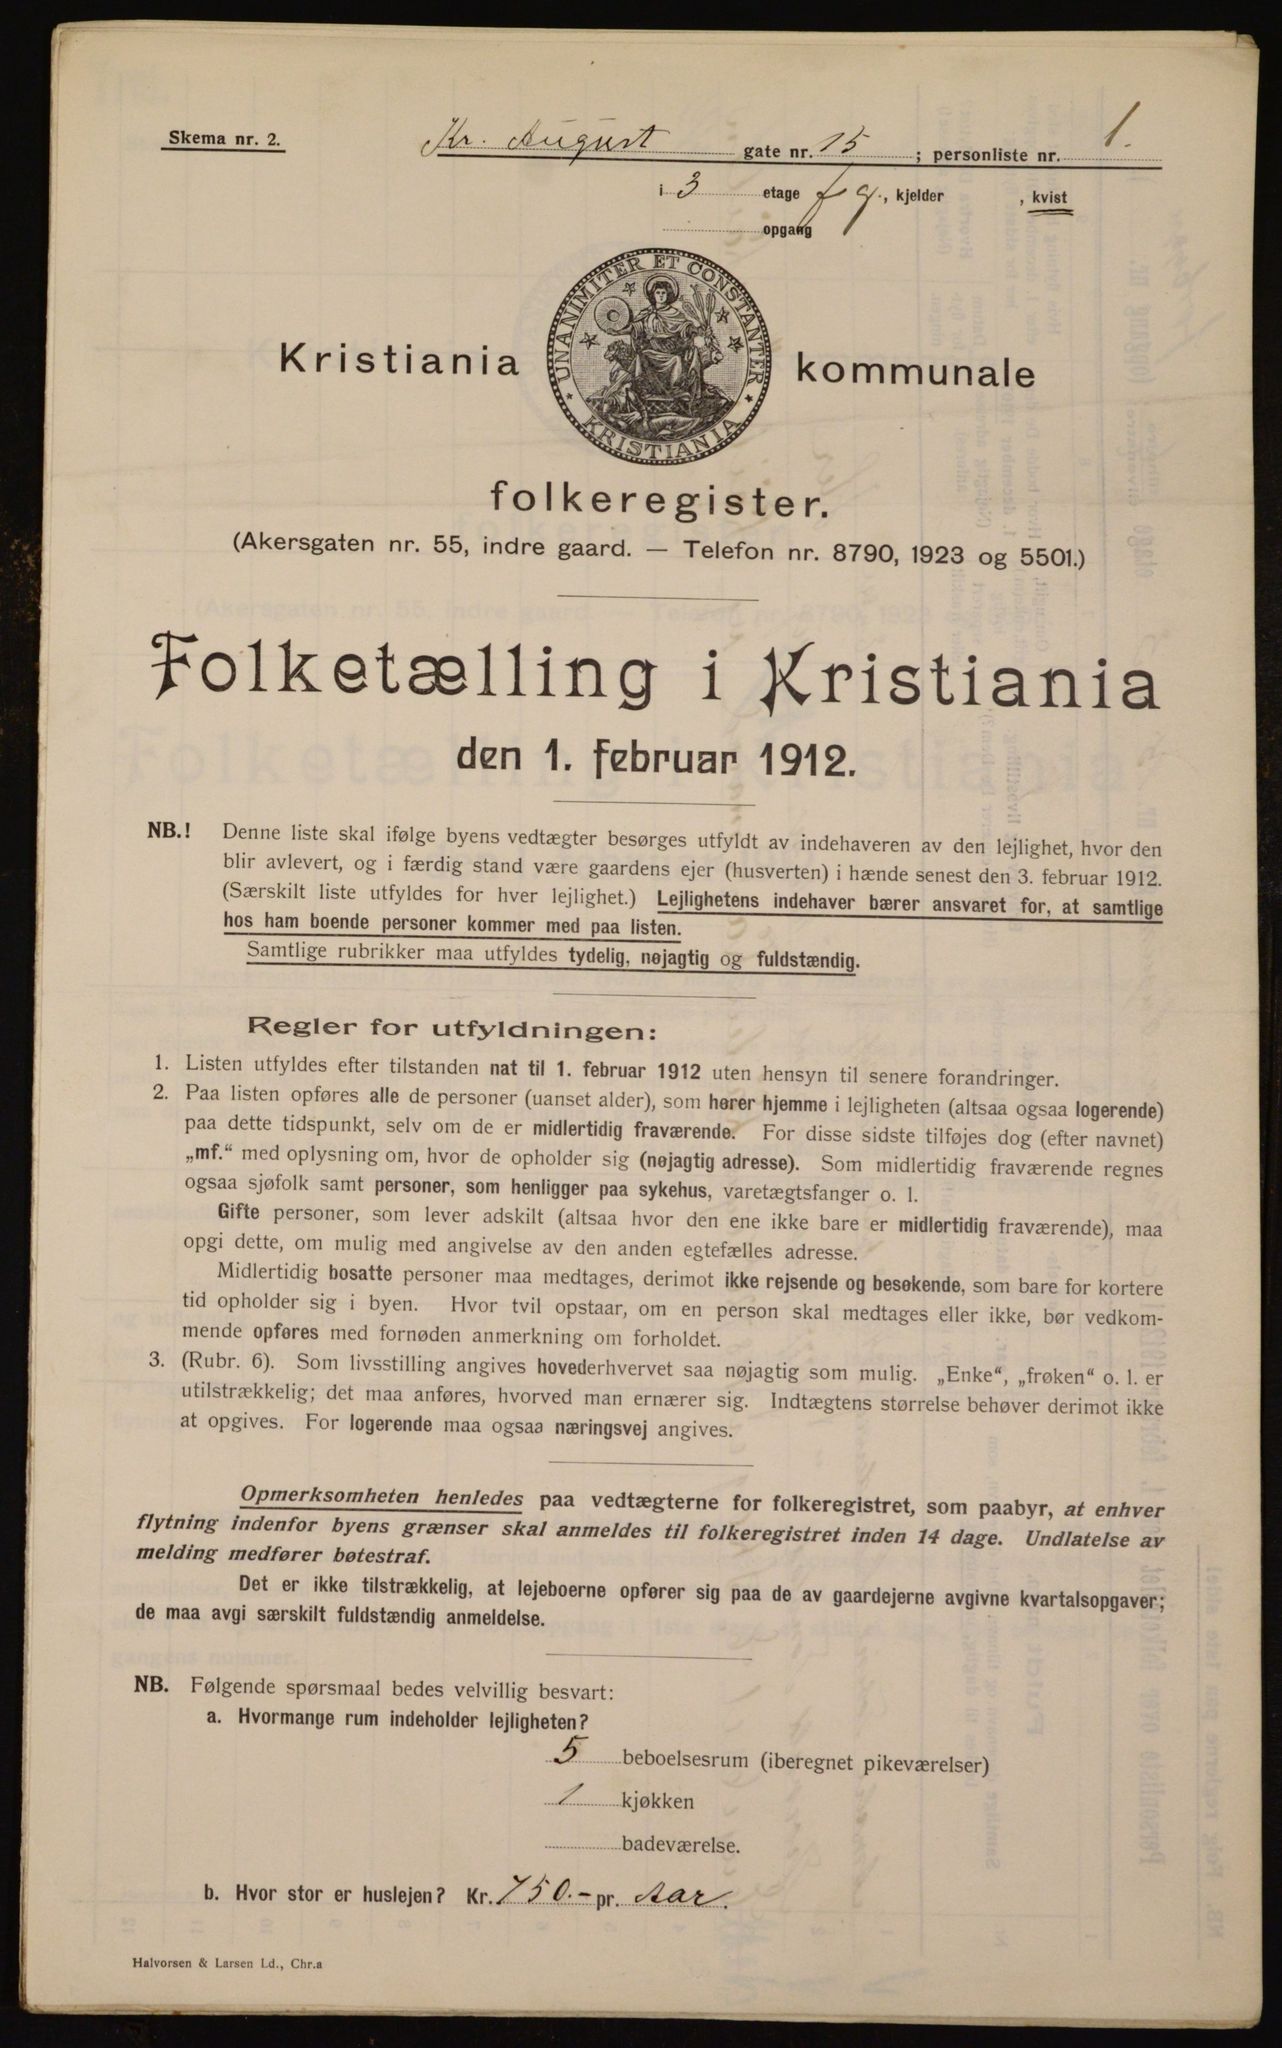 Skema nr. 2.
Kr. August gate nr. 15; personliste nr. 1.
i 3 etage f g., kjelder , kvist
opgang
UNANIMITER ET CONSTANTER
KRISTIANIA
Kristiania kommunale
folkeregister.
(Akersgaten nr. 55, indre gaard. — Telefon nr. 8790, 1923 og 5501.)
Folketælling i Kristiania
den 1. februar 1912.
NB.! Denne liste skal ifølge byens vedtægter besørges utfyldt av indehaveren av den lejlighet, hvor den
blir avlevert, og i færdig stand være gaardens ejer (husverten) i hænde senest den 3. februar 1912.
(Særskilt liste utfyldes for hver lejlighet.) Lejlighetens indehaver bærer ansvaret for, at samtlige
hos ham boende personer kommer med paa listen.
Samtlige rubrikker maa utfyldes tydelig, nøjagtig og fuldstændig.
Regler for utfyldningen:
1. Listen utfyldes efter tilstanden nat til 1. februar 1912 uten hensyn til senere forandringer.
2. Paa listen opføres alle de personer (uanset alder), som hører hjemme i lejligheten (altsaa ogsaa logerende)
paa dette tidspunkt, selv om de er midlertidig fraværende. For disse sidste tilføjes dog (efter navnet)
„mf.“ med oplysning om, hvor de opholder sig (nøjagtig adresse). Som midlertidig fraværende regnes
ogsaa sjøfolk samt personer, som henligger paa sykehus, varetægtsfanger o. l.
Gifte personer, som lever adskilt (altsaa hvor den ene ikke bare er midlertidig fraværende), maa
opgi dette, om mulig med angivelse av den anden egtefælles adresse.
Midlertidig bosatte personer maa medtages, derimot ikke rejsende og besøkende, som bare for kortere
tid opholder sig i byen. Hvor tvil opstaar, om en person skal medtages eller ikke, bør vedkom-
mende opføres med fornøden anmerkning om forholdet.
3. (Rubr. 6). Som livsstilling angives hovederhvervet saa nøjagtig som mulig. „Enke“, „frøken“ o. l. er
utilstrækkelig; det maa anføres, hvorved man ernærer sig. Indtægtens størrelse behøver derimot ikke
at opgives. For logerende maa ogsaa næringsvej angives.
Opmerksomheten henledes paa vedtægterne for folkeregistret, som paabyr, at enhver
flytning indenfor byens grænser skal anmeldes til folkeregistret inden 14 dage. Undlatelse av
melding medfører bøtestraf.
Det er ikke tilstrækkelig, at lejeboerne opfører sig paa de av gaardejerne avgivne kvartalsopgaver;
de maa avgi særskilt fuldstændig anmeldelse.
NB. Følgende spørsmaal bedes velvillig besvart:
a. Hvormange rum indeholder lejligheten?
5 beboelsesrum (iberegnet pikeværelser)
1 kjøkken
badeværelse.
b. Hvor stor er huslejen? Kr. 750.- pr. Aar.
Halvorsen & Larsen Ld., Chr.a